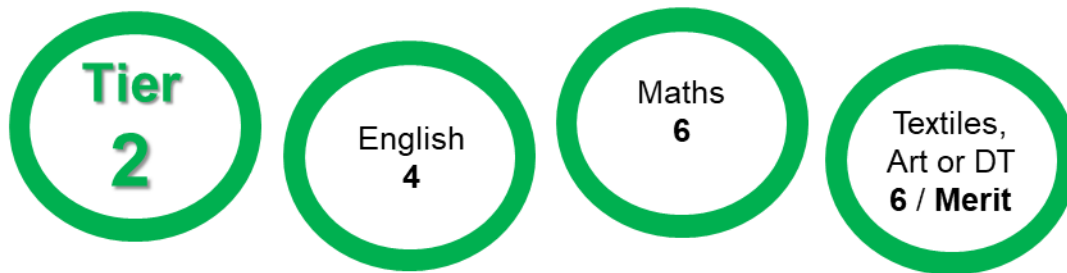 Tier
2
English
4
Maths
6
Textiles,
Art or DT
6 / Merit